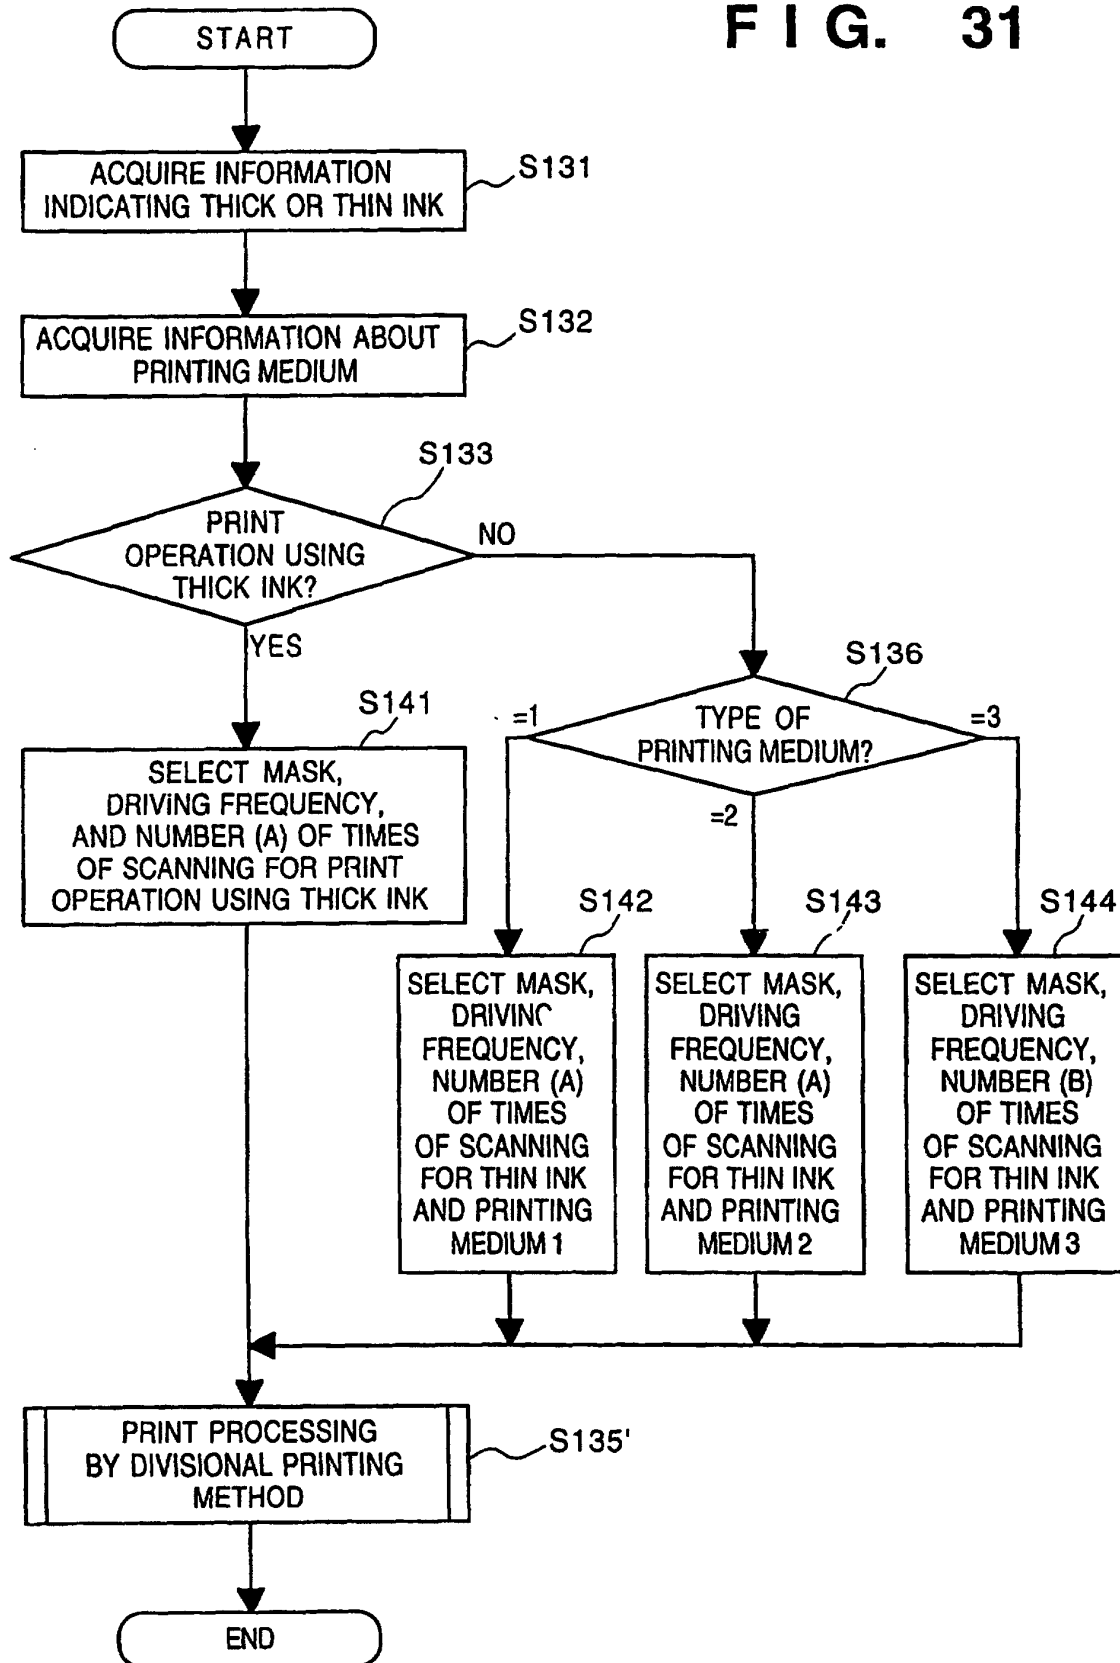 FIG. 31
START
ACQUIRE INFORMATION
INDICATING THICK OR THIN INK
S131
ACQUIRE INFORMATION ABOUT
PRINTING MEDIUM
S132
S133
PRINT
OPERATION USING
THICK INK?
NO
YES
S136
TYPE OF
PRINTING MEDIUM?
=1
=2
=3
S141
SELECT MASK,
DRIVING FREQUENCY,
AND NUMBER (A) OF TIMES
OF SCANNING FOR PRINT
OPERATION USING THICK INK
S142
SELECT MASK,
DRIVING
FREQUENCY,
NUMBER (A)
OF TIMES
OF SCANNING
FOR THIN INK
AND PRINTING
MEDIUM 1
S143
SELECT MASK,
DRIVING
FREQUENCY,
NUMBER (A)
OF TIMES
OF SCANNING
FOR THIN INK
AND PRINTING
MEDIUM 2
S144
SELECT MASK,
DRIVING
FREQUENCY,
NUMBER (B)
OF TIMES
OF SCANNING
FOR THIN INK
AND PRINTING
MEDIUM 3
PRINT PROCESSING
BY DIVISIONAL PRINTING
METHOD
S135'
END